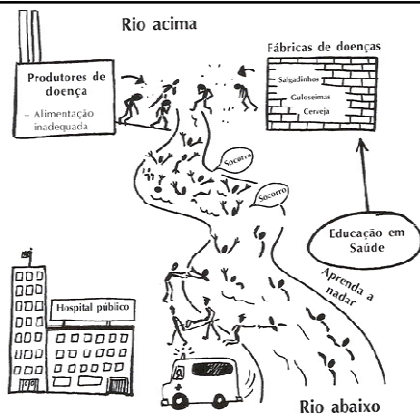 Rio acima
Produtores de
doença
- Alimentação
inadequada
Fábricas de doenças
Salgadinhos
Guloseimas
Cerveja
Socorro
Socorro
Educação em
Saúde
Aprenda a
nadar
Hospital público
Rio abaixo